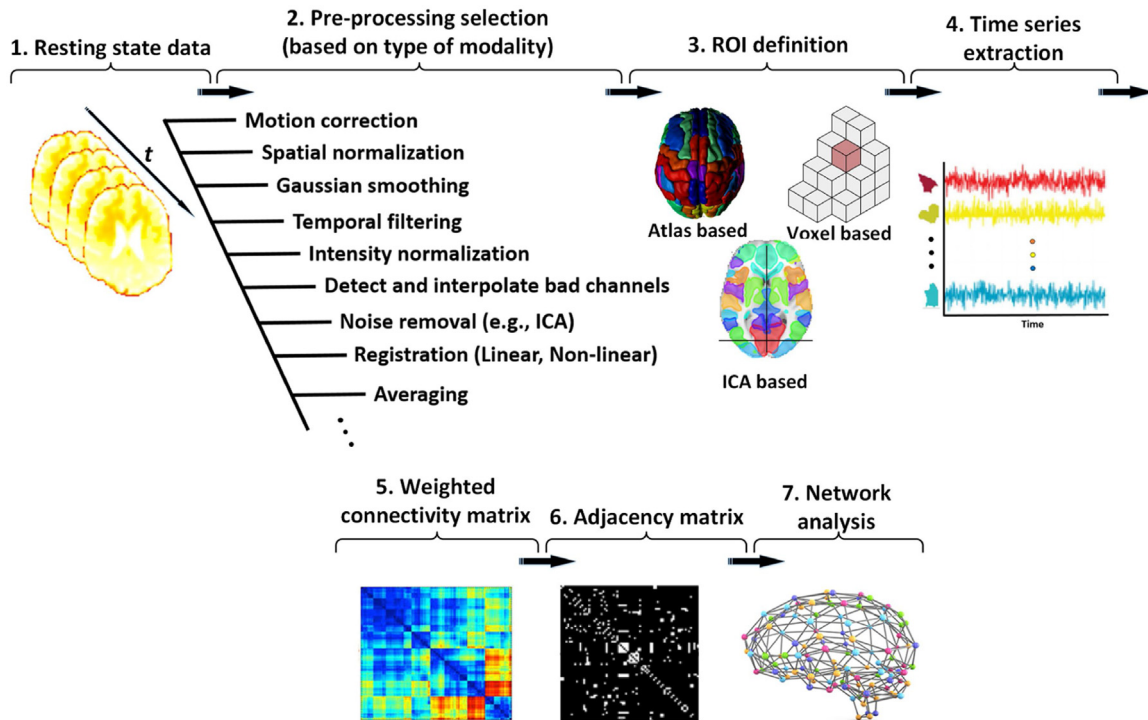 1. Resting state data
2. Pre-processing selection
(based on type of modality)
3. ROI definition
4. Time series
extraction
t
Motion correction
Spatial normalization
Gaussian smoothing
Temporal filtering
Intensity normalization
Detect and interpolate bad channels
Noise removal (e.g., ICA)
Registration (Linear, Non-linear)
Averaging
Atlas based
Voxel based
ICA based
Time
5. Weighted
connectivity matrix
6. Adjacency matrix
7. Network
analysis